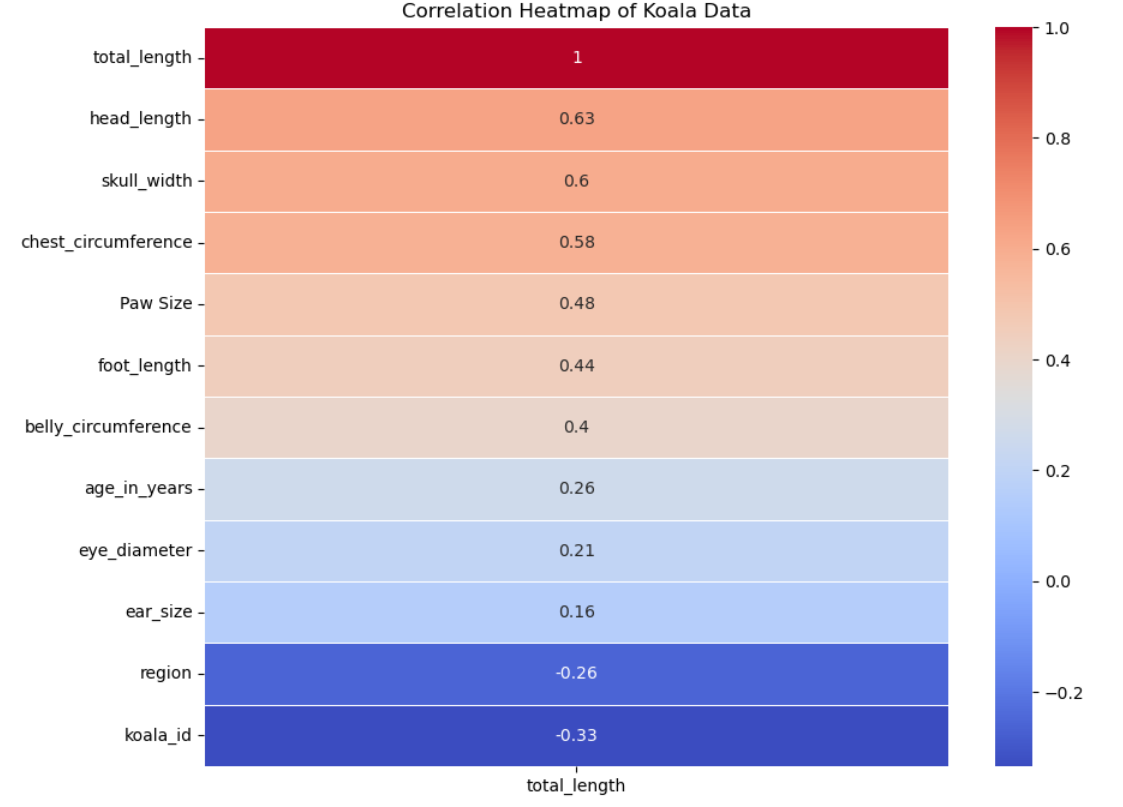 Correlation Heatmap of Koala Data
total_length 1
head_length 0.63
skull_width 0.6
chest_circumference 0.58
Paw Size 0.48
foot_length 0.44
belly_circumference 0.4
age_in_years 0.26
eye_diameter 0.21
ear_size 0.16
region -0.26
koala_id -0.33
total_length
1.0
0.8
0.6
0.4
0.2
0.0
−0.2